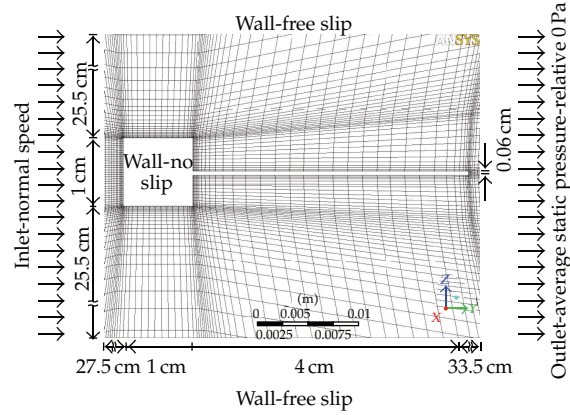 Wall-free slip
ANSYS
Inlet-normal speed
25.5 cm
1 cm
25.5 cm
Wall-no
slip
0.06 cm
Outlet-average static pressure-relative 0 Pa
Z
Y
X
(m)
0 0.005 0.01
0.0025 0.0075
27.5 cm 1 cm 4 cm 33.5 cm
Wall-free slip